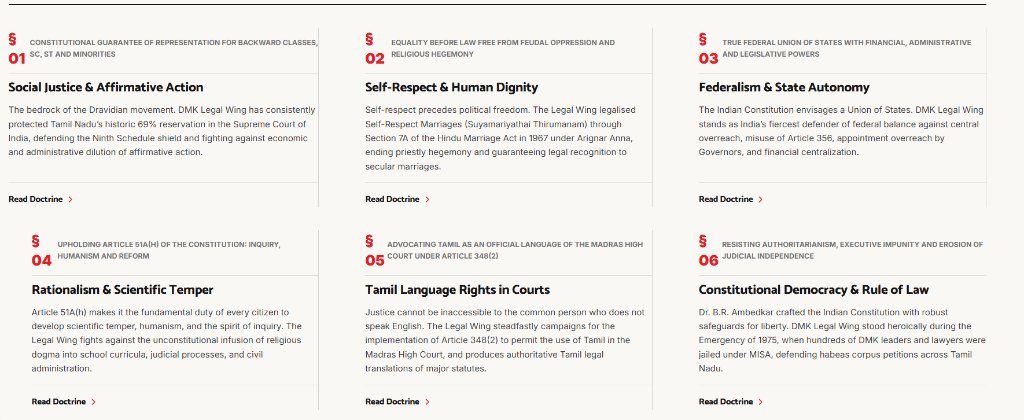 §
01
CONSTITUTIONAL GUARANTEE OF REPRESENTATION FOR BACKWARD CLASSES,
SC, ST AND MINORITIES
Social Justice & Affirmative Action
The bedrock of the Dravidian movement. DMK Legal Wing has consistently
protected Tamil Nadu's historic 69% reservation in the Supreme Court of
India, defending the Ninth Schedule shield and fighting against economic
and administrative dilution of affirmative action.
Read Doctrine >
§
02
EQUALITY BEFORE LAW FREE FROM FEUDAL OPPRESSION AND
RELIGIOUS HEGEMONY
Self-Respect & Human Dignity
Self-respect precedes political freedom. The Legal Wing legalised
Self-Respect Marriages (Suyamariyathai Thirumanam) through
Section 7A of the Hindu Marriage Act in 1967 under Arignar Anna,
ending priestly hegemony and guaranteeing legal recognition to
secular marriages.
Read Doctrine >
§
03
TRUE FEDERAL UNION OF STATES WITH FINANCIAL, ADMINISTRATIVE
AND LEGISLATIVE POWERS
Federalism & State Autonomy
The Indian Constitution envisages a Union of States. DMK Legal Wing
stands as India's fiercest defender of federal balance against central
overreach, misuse of Article 356, appointment overreach by
Governors, and financial centralization.
Read Doctrine >
§
04
UPHOLDING ARTICLE 51A(H) OF THE CONSTITUTION: INQUIRY,
HUMANISM AND REFORM
Rationalism & Scientific Temper
Article 51A(h) makes it the fundamental duty of every citizen to
develop scientific temper, humanism, and the spirit of inquiry. The
Legal Wing fights against the unconstitutional infusion of religious
dogma into school curricula, judicial processes, and civil
administration.
Read Doctrine >
§
05
ADVOCATING TAMIL AS AN OFFICIAL LANGUAGE OF THE MADRAS HIGH
COURT UNDER ARTICLE 348(2)
Tamil Language Rights in Courts
Justice cannot be inaccessible to the common person who does not
speak English. The Legal Wing steadfastly campaigns for the
implementation of Article 348(2) to permit the use of Tamil in the
Madras High Court, and produces authoritative Tamil legal
translations of major statutes.
Read Doctrine >
§
06
RESISTING AUTHORITARIANISM, EXECUTIVE IMPUNITY AND EROSION OF
JUDICIAL INDEPENDENCE
Constitutional Democracy & Rule of Law
Dr. B.R. Ambedkar crafted the Indian Constitution with robust
safeguards for liberty. DMK Legal Wing stood heroically during the
Emergency of 1975, when hundreds of DMK leaders and lawyers were
jailed under MISA, defending habeas corpus petitions across Tamil
Nadu.
Read Doctrine >